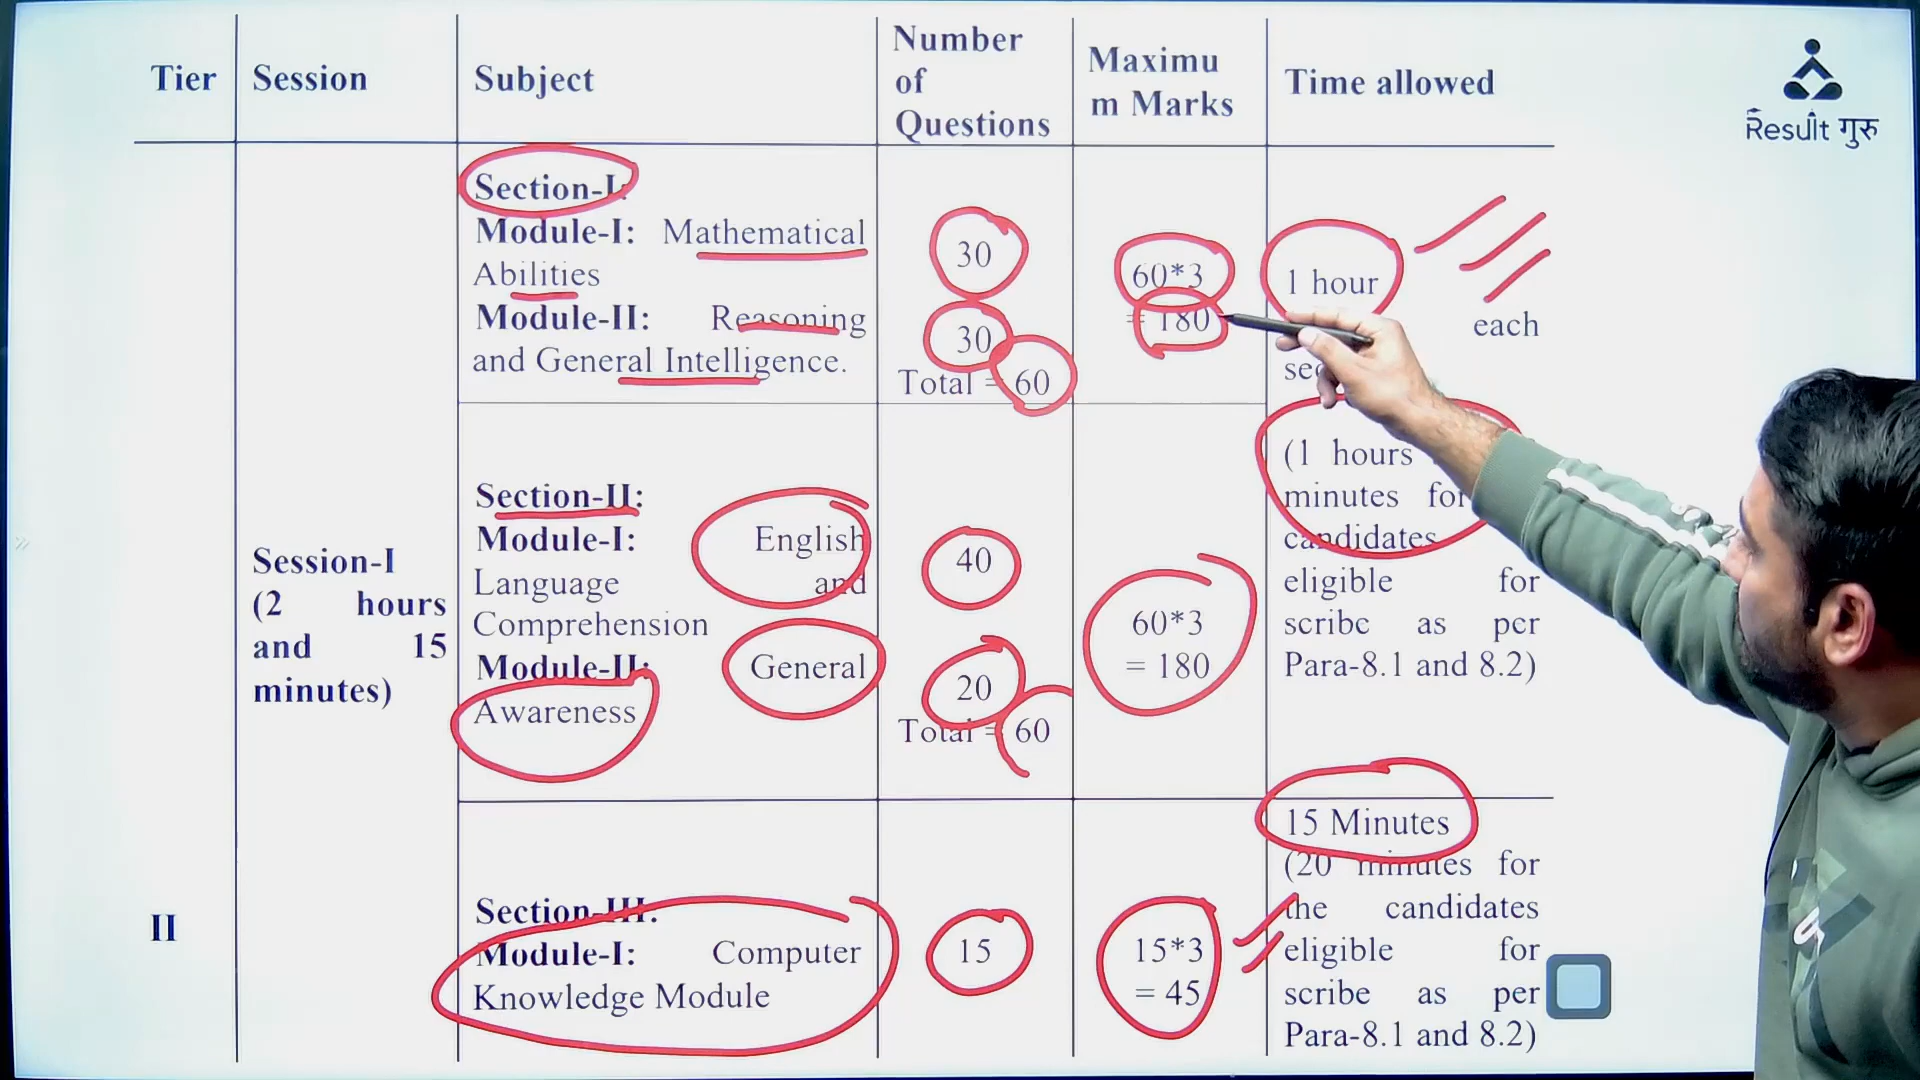 Tier
Session
Subject
Number
of
Questions
Maximu
m Marks
Time allowed
Result गुरु
II
Session-I
(2 hours
and 15
minutes)
Section-I:
Module-I: Mathematical
Abilities
Module-II: Reasoning
and General Intelligence.
30
30
Total = 60
60*3
= 180
1 hour
each
(1 hours
minutes for
candidates
eligible for
scribe as per
Para-8.1 and 8.2)
Section-II:
Module-I: English
Language and
Comprehension
Module-II: General
Awareness
40
20
Total = 60
60*3
= 180
Section-III:
Module-I: Computer
Knowledge Module
15
15*3
= 45
15 Minutes
(20 minutes for
the candidates
eligible for
scribe as per
Para-8.1 and 8.2)